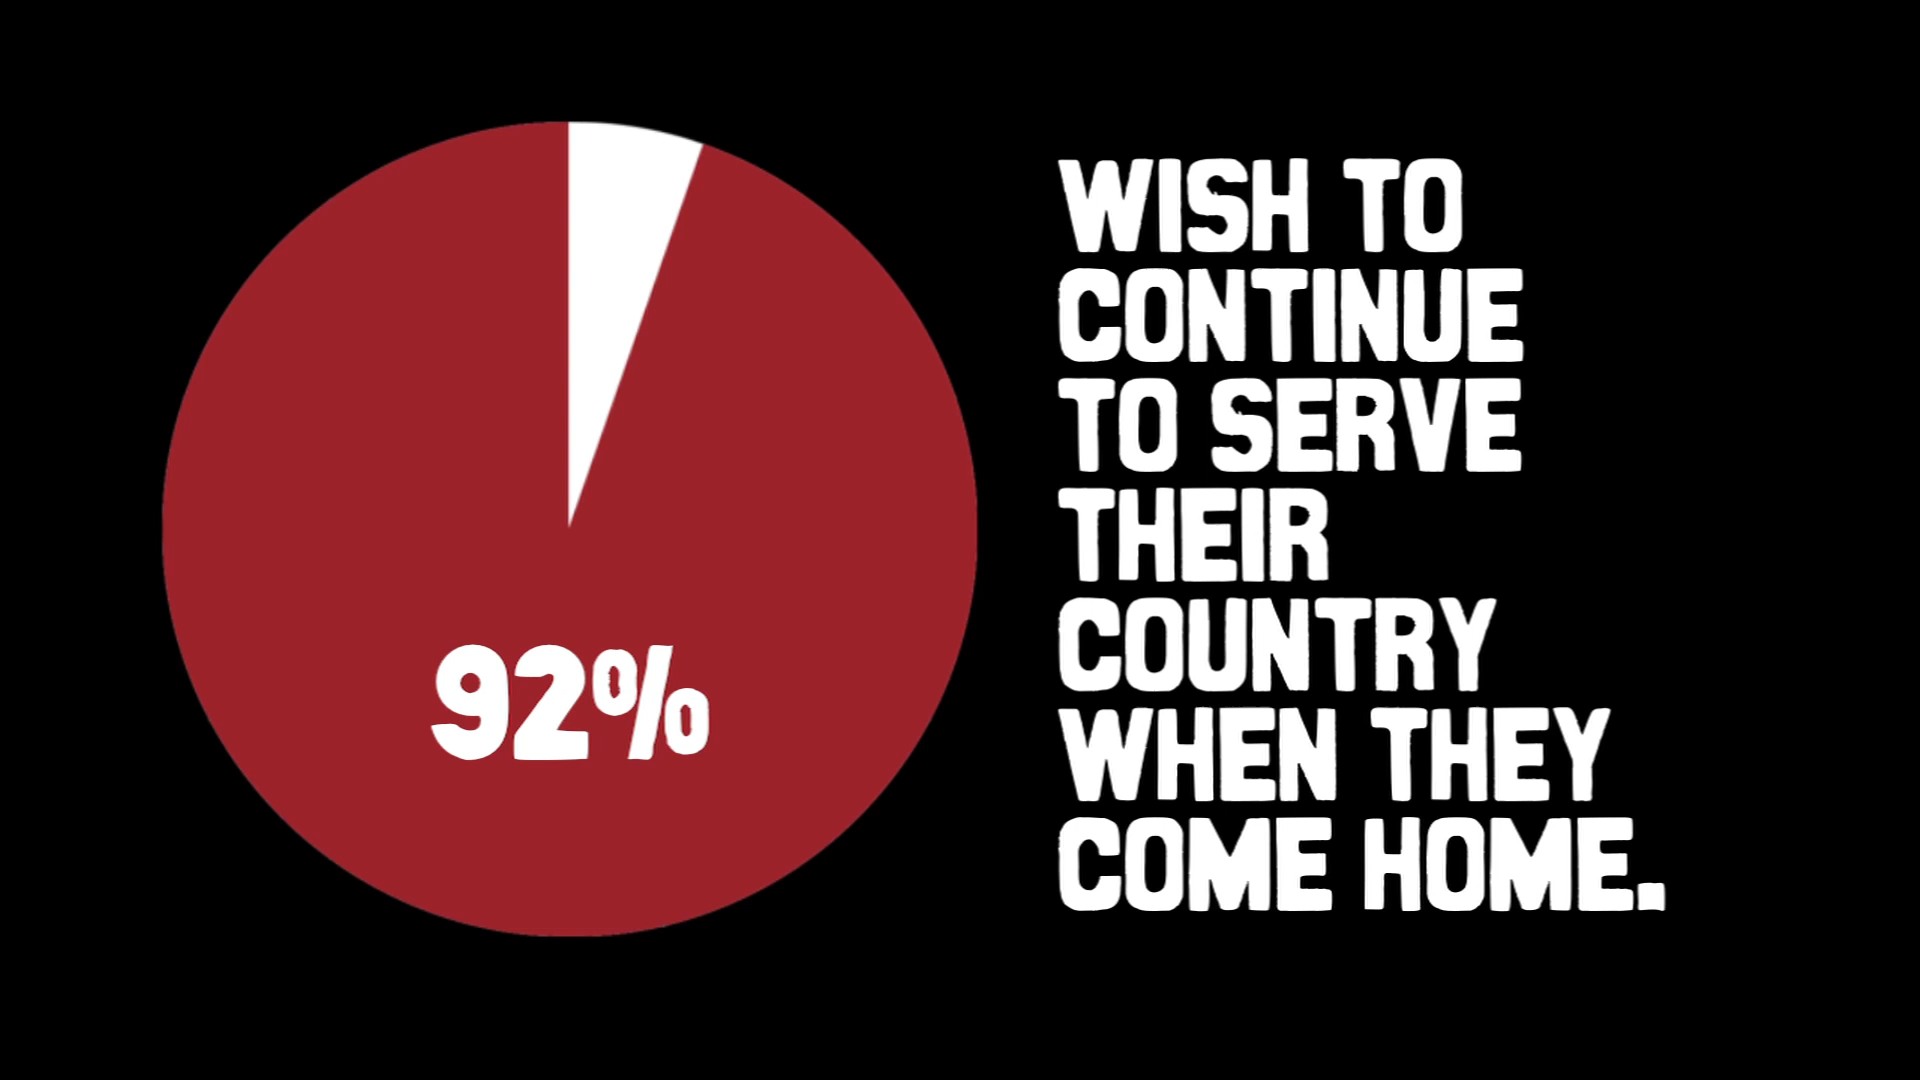 92%
WISH TO
CONTINUE
TO SERVE
THEIR
COUNTRY
WHEN THEY
COME HOME.